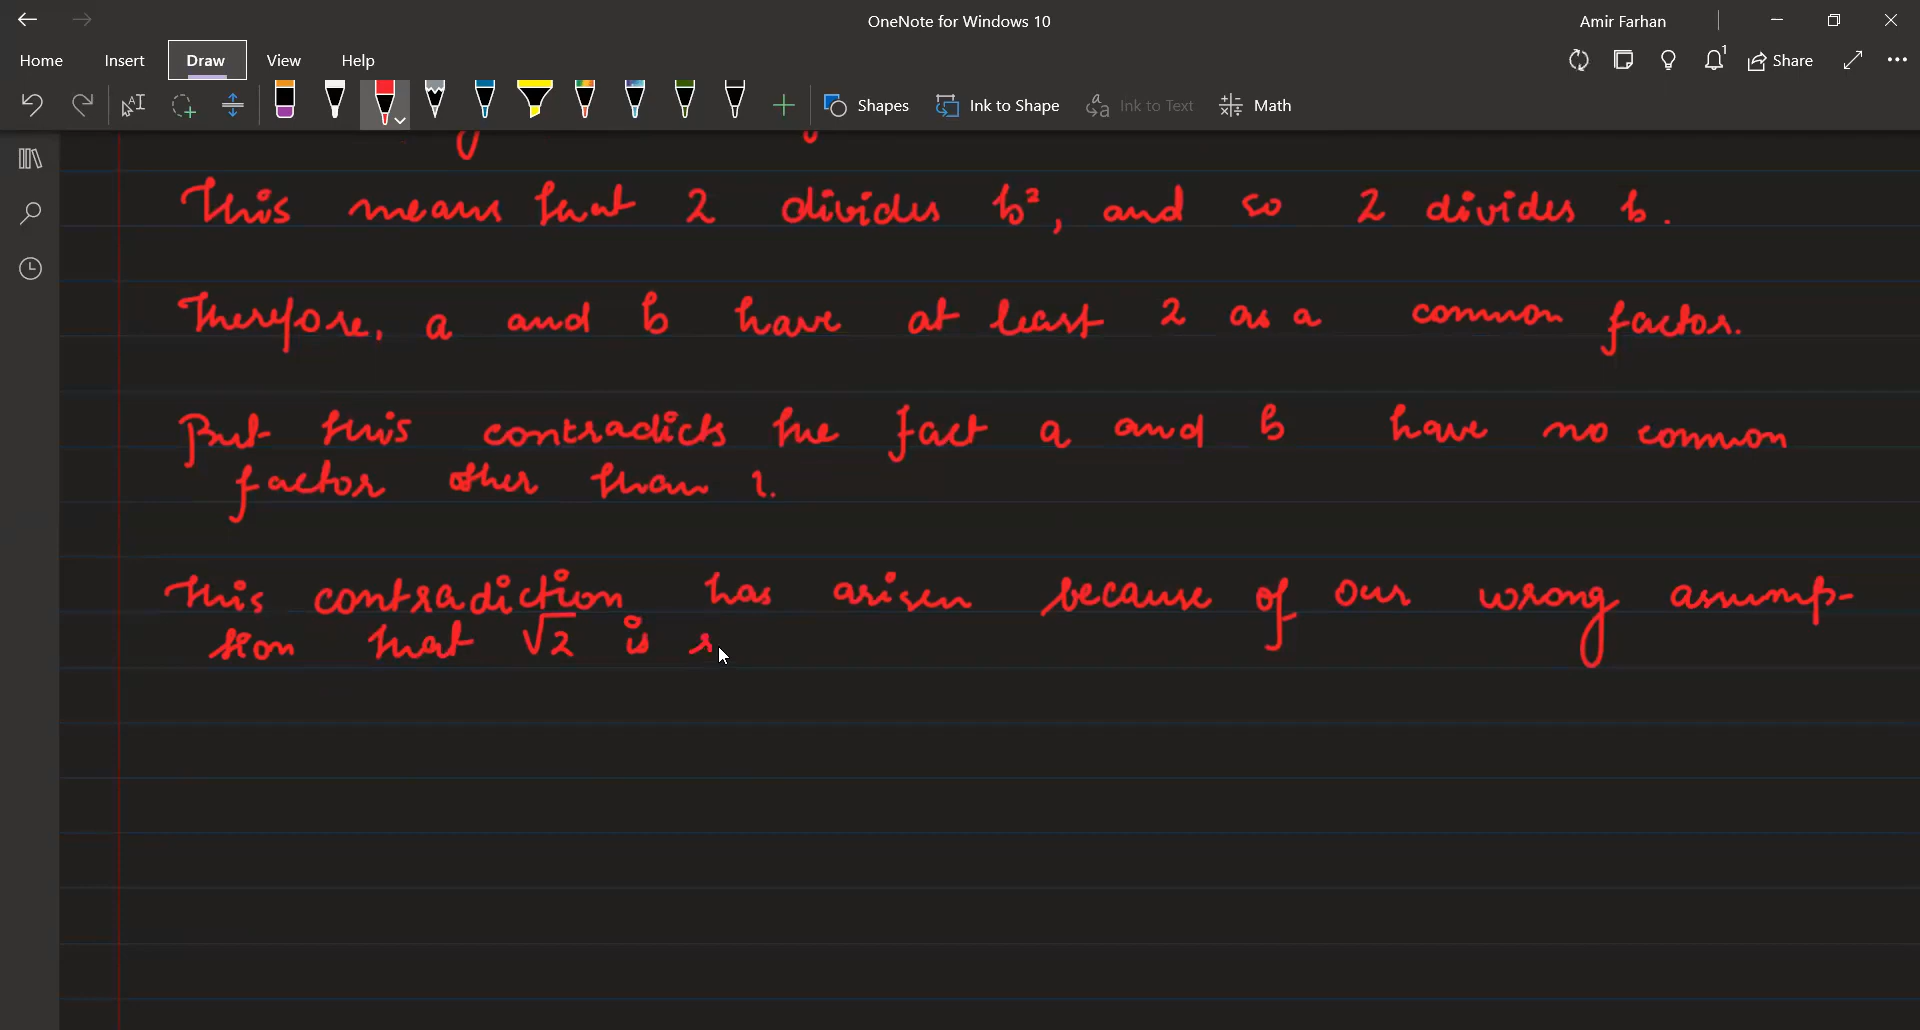 OneNote for Windows 10
Amir Farhan
Home Insert Draw View Help
1 Share
Shapes Ink to Shape Ink to Text Math
This means that 2 divides b², and so 2 divides b.
Therefore, a and b have at least 2 as a common factor.
But this contradicts the fact a and b have no common
factor other than 1.
This contradiction has arisen because of our wrong assump-
tion that √2 is r